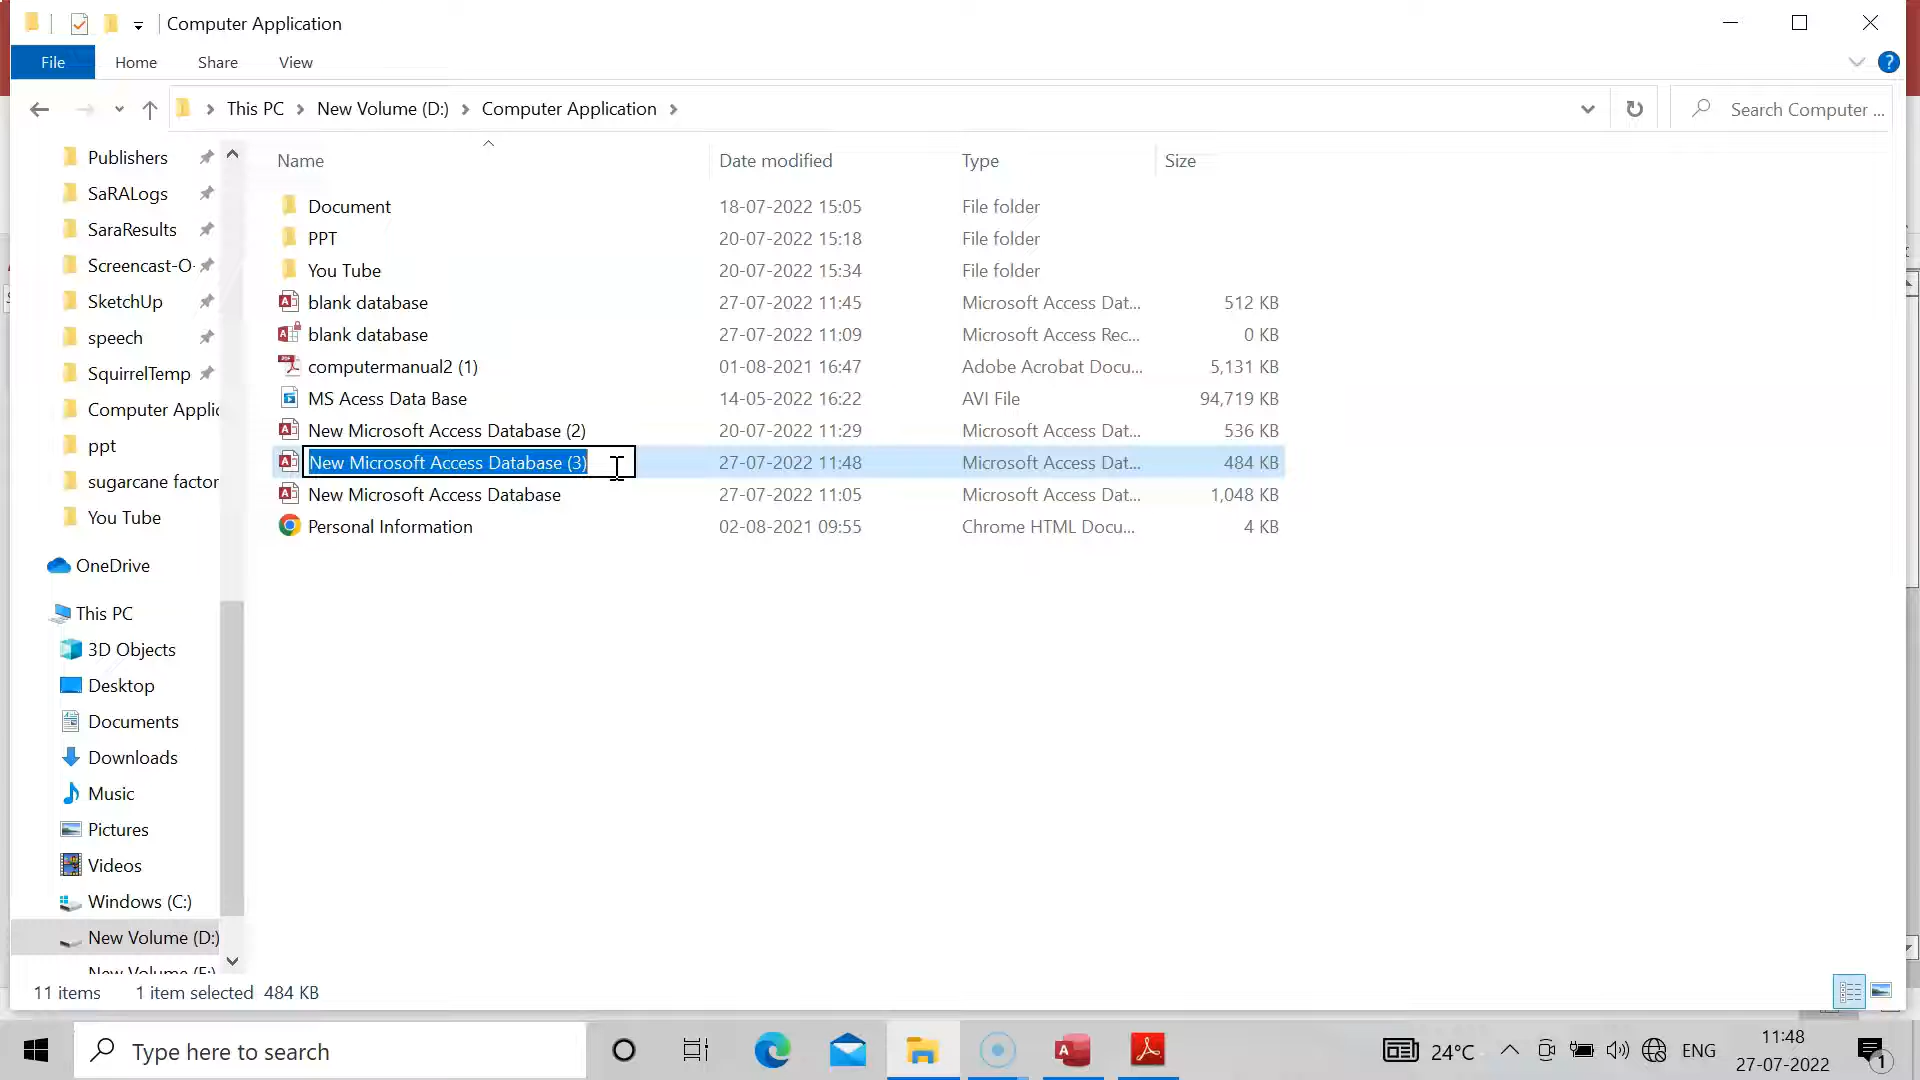 Computer Application
File Home Share View
This PC New Volume (D:) Computer Application Search Computer ...
Name Date modified Type Size
Publishers
SaRALogs
SaraResults
Screencast-O-
SketchUp
speech
SquirrelTemp
Computer Applic
ppt
sugarcane factor
You Tube
OneDrive
This PC
3D Objects
Desktop
Documents
Downloads
Music
Pictures
Videos
Windows (C:)
New Volume (D:)
New Volume (E:)
Document 18-07-2022 15:05 File folder
PPT 20-07-2022 15:18 File folder
You Tube 20-07-2022 15:34 File folder
blank database 27-07-2022 11:45 Microsoft Access Dat... 512 KB
blank database 27-07-2022 11:09 Microsoft Access Rec... 0 KB
computermanual2 (1) 01-08-2021 16:47 Adobe Acrobat Docu... 5,131 KB
MS Acess Data Base 14-05-2022 16:22 AVI File 94,719 KB
New Microsoft Access Database (2) 20-07-2022 11:29 Microsoft Access Dat... 536 KB
New Microsoft Access Database (3) 27-07-2022 11:48 Microsoft Access Dat... 484 KB
New Microsoft Access Database 27-07-2022 11:05 Microsoft Access Dat... 1,048 KB
Personal Information 02-08-2021 09:55 Chrome HTML Docu... 4 KB
11 items 1 item selected 484 KB
Type here to search 24°C ENG 11:48
27-07-2022 1